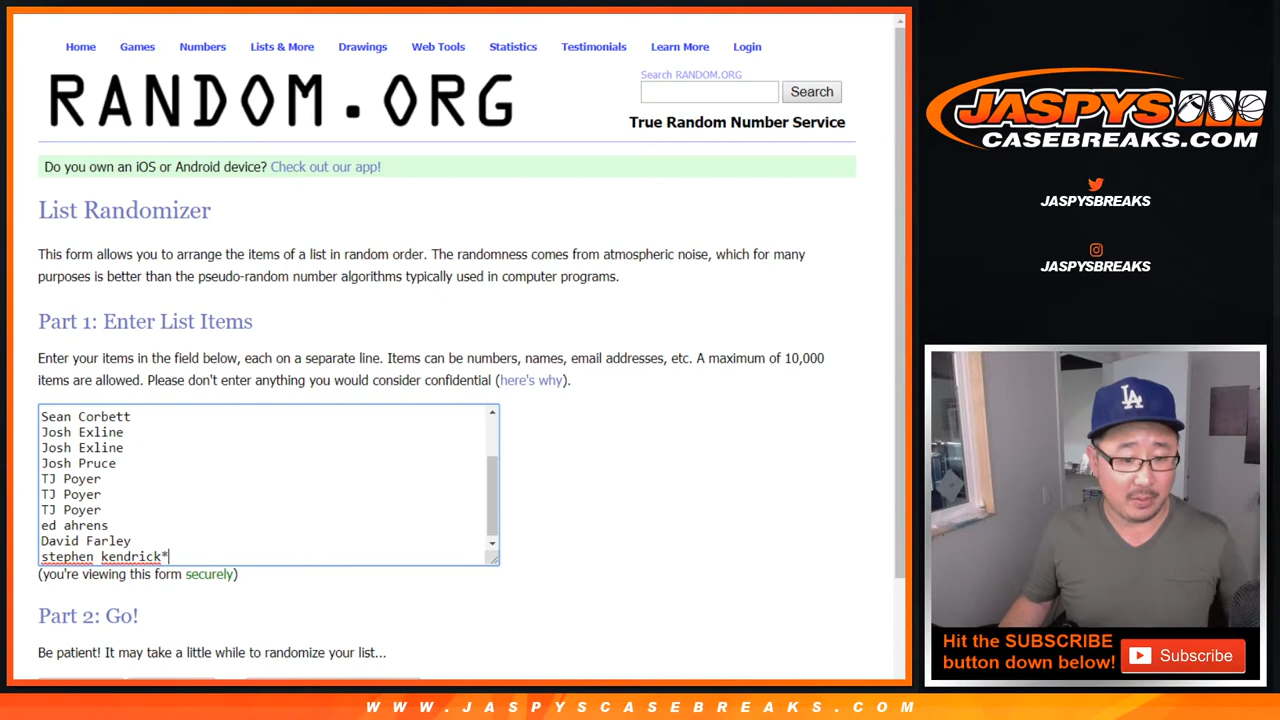 Home Games Numbers Lists & More Drawings Web Tools Statistics Testimonials Learn More Login
RANDOM.ORG
Search RANDOM.ORG
Search
True Random Number Service
Do you own an iOS or Android device? Check out our app!
List Randomizer
This form allows you to arrange the items of a list in random order. The randomness comes from atmospheric noise, which for many
purposes is better than the pseudo-random number algorithms typically used in computer programs.
Part 1: Enter List Items
Enter your items in the field below, each on a separate line. Items can be numbers, names, email addresses, etc. A maximum of 10,000
items are allowed. Please don't enter anything you would consider confidential (here's why).
Sean Corbett
Josh Exline
Josh Exline
Josh Pruce
TJ Poyer
TJ Poyer
TJ Poyer
ed ahrens
David Farley
stephen kendrick*
(you're viewing this form securely)
Part 2: Go!
Be patient! It may take a little while to randomize your list...
JASPYS
CASEBREAKS.COM
JASPYSBREAKS
JASPYSBREAKS
LA
Hit the SUBSCRIBE
button down below!
Subscribe
WWW.JASPYSCASEBREAKS.COM